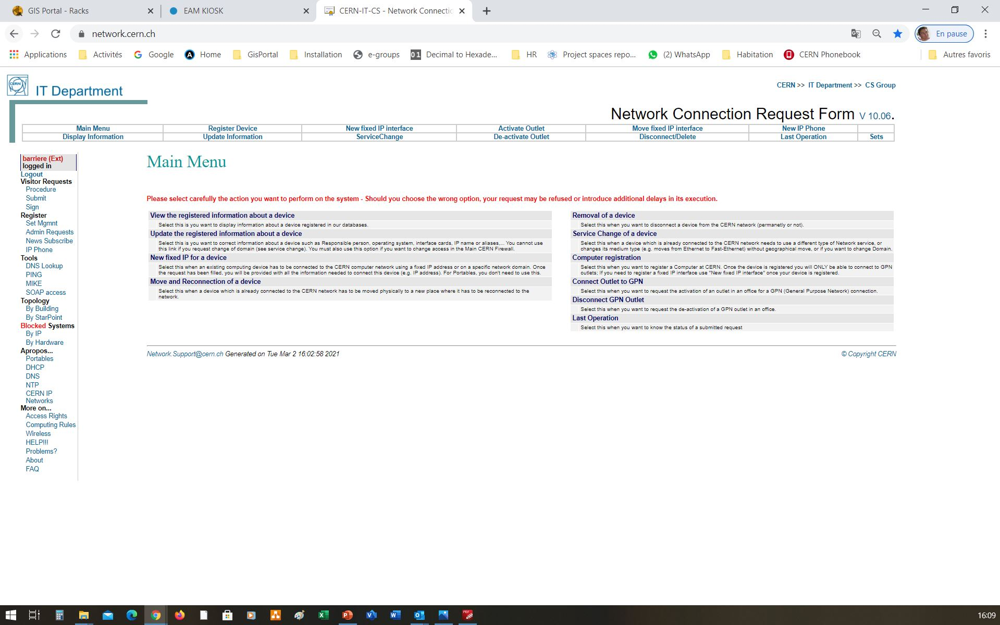 GIS Portal - Racks
EAM KIOSK
CERN-IT-CS - Network Connectio
network.cern.ch
En pause
Applications
Activités
Google
Home
GisPortal
Installation
e-groups
Decimal to Hexade...
HR
Project spaces repo...
(2) WhatsApp
Habitation
CERN Phonebook
Autres favoris
CERN
IT Department
CERN >> IT Department >> CS Group
Network Connection Request Form V 10.06.
Main Menu Register Device New fixed IP interface Activate Outlet Move fixed IP interface New IP Phone
Display Information Update Information ServiceChange De-activate Outlet Disconnect/Delete Last Operation Sets
barriere (Ext)
logged in
Logout
Visitor Requests
Procedure
Submit
Sign
Register
Set Mgmnt
Admin Requests
News Subscribe
IP Phone
Tools
DNS Lookup
PING
MIKE
SOAP access
Topology
By Building
By StarPoint
Blocked Systems
By IP
By Hardware
Apropos...
Portables
DHCP
DNS
NTP
CERN IP
Networks
More on...
Access Rights
Computing Rules
Wireless
HELP!!!
Problems?
About
FAQ
Main Menu
Please select carefully the action you want to perform on the system - Should you choose the wrong option, your request may be refused or introduce additional delays in its execution.
View the registered information about a device
Select this is you want to display information about a device registered in our databases.
Update the registered information about a device
Select this is you want to correct information about a device such as Responsible person, operating system, interface cards, IP name or aliases,... You cannot use
this link if you request change of domain (see service change). You must also use this option if you want to change access in the Main CERN Firewall.
New fixed IP for a device
Select this when an existing computing device has to be connected to the CERN computer network using a fixed IP address or on a specific network domain. Once
the request has been filled, you will be provided with all the information needed to connect this device (e.g. IP address). For Portables, you don't need to use this.
Move and Reconnection of a device
Select this when a device which is already connected to the CERN network has to be moved physically to a new place where it has to be reconnected to the
network.
Removal of a device
Select this when you want to disconnect a device from the CERN network (permanetly or not).
Service Change of a device
Select this when a device which is already connected to the CERN network needs to use a different type of Network service, or
changes its medium type (e.g. moves from Ethernet to Fast-Ethernet) without geographical move, or if you want to change Domain.
Computer registration
Select this when you want to register a Computer at CERN. Once the device is registered you will ONLY be able to connect to GPN
outlets; If you need to register a fixed IP interface use "New fixed IP interface" once your device is registered.
Connect Outlet to GPN
Select this when you want to request the activation of an outlet in an office for a GPN (General Purpose Network) connection.
Disconnect GPN Outlet
Select this when you want to request the de-activation of a GPN outlet in an office.
Last Operation
Select this when you want to know the status of a submitted request
Network.Support@cern.ch Generated on Tue Mar 2 16:02:58 2021
© Copyright CERN
16:09